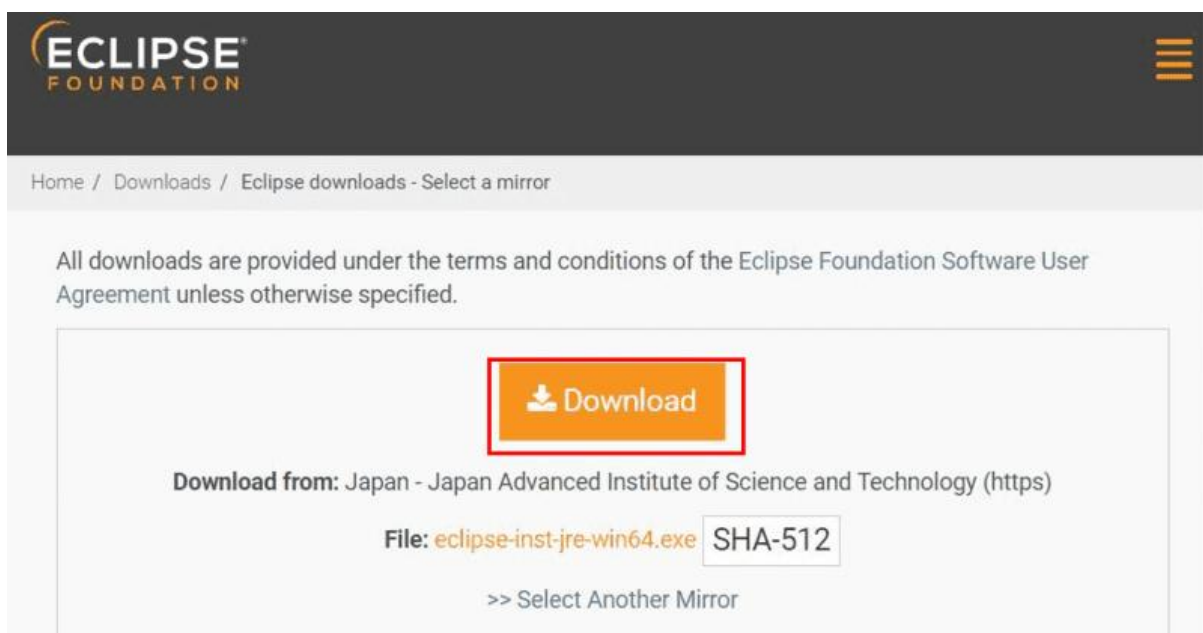 ECLIPSE®
FOUNDATION
Home / Downloads / Eclipse downloads - Select a mirror
All downloads are provided under the terms and conditions of the Eclipse Foundation Software User
Agreement unless otherwise specified.
Download
Download from: Japan - Japan Advanced Institute of Science and Technology (https)
File: eclipse-inst-jre-win64.exe SHA-512
>> Select Another Mirror